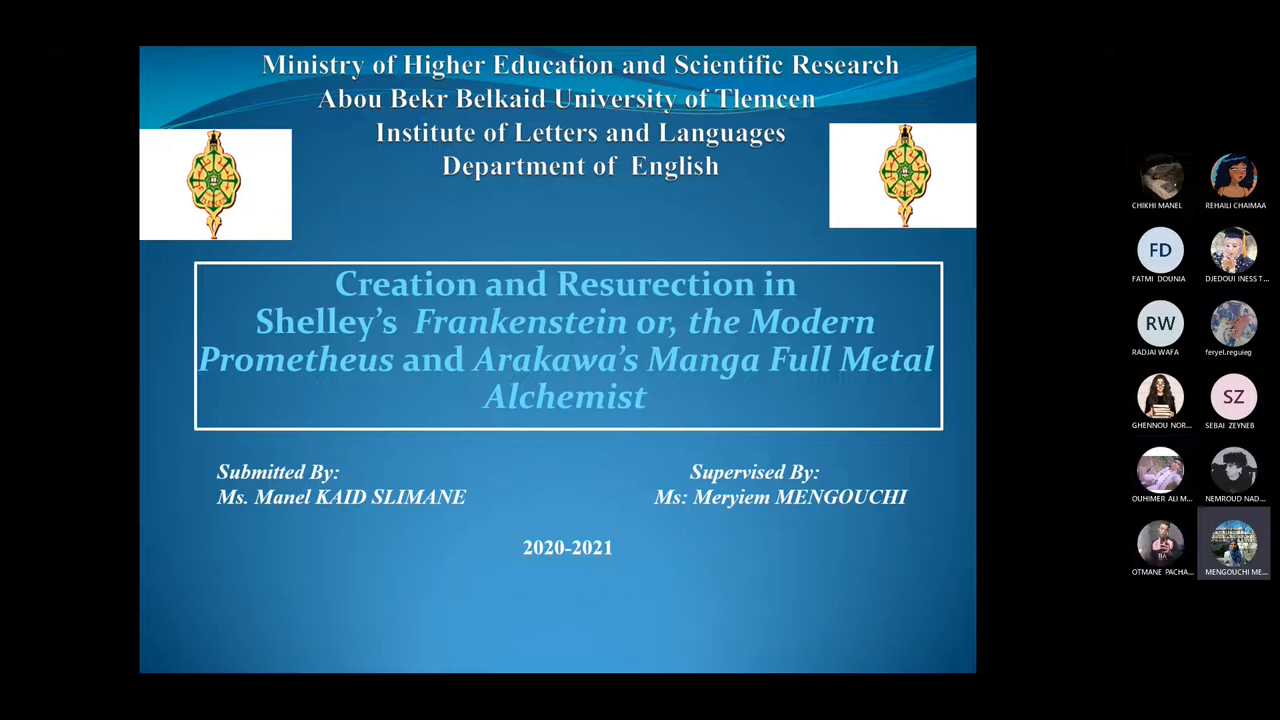 Ministry of Higher Education and Scientific Research
Abou Bekr Belkaid University of Tlemcen
Institute of Letters and Languages
Department of English
Creation and Resurection in
Shelley's Frankenstein or, the Modern
Prometheus and Arakawa's Manga Full Metal
Alchemist
Submitted By:
Ms. Manel KAID SLIMANE
Supervised By:
Ms: Meryiem MENGOUCHI
2020-2021
CHIKHI MANEL
REHAILI CHAIMAA
FD
FATMI DOUNIA
DJEDOUI INESS T...
RW
RADJAI WAFA
feryel.reguieg
GHENNOU NOR...
SZ
SEBAI ZEYNEB
OUHIMER ALI M...
NEMROUD NAD...
OTMANE PACHA...
MENGOUCHI ME...